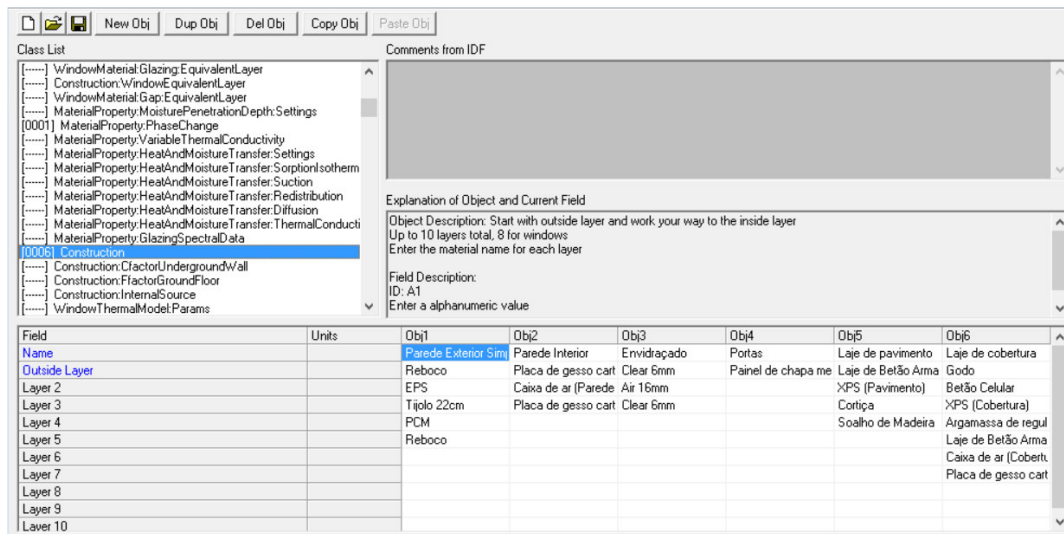 New Obj Dup Obj Del Obj Copy Obj Paste Obj
Class List
[------] WindowMaterial:Glazing:EquivalentLayer
[------] Construction:WindowEquivalentLayer
[------] WindowMaterial:Gap:EquivalentLayer
[------] MaterialProperty:MoisturePenetrationDepth:Settings
[0001] MaterialProperty:PhaseChange
[------] MaterialProperty:VariableThermalConductivity
[------] MaterialProperty:HeatAndMoistureTransfer:Settings
[------] MaterialProperty:HeatAndMoistureTransfer:SorptionIsotherm
[------] MaterialProperty:HeatAndMoistureTransfer:Suction
[------] MaterialProperty:HeatAndMoistureTransfer:Redistribution
[------] MaterialProperty:HeatAndMoistureTransfer:Diffusion
[------] MaterialProperty:HeatAndMoistureTransfer:ThermalConducti
[------] MaterialProperty:GlazingSpectralData
[0006] Construction
[------] Construction:CfactorUndergroundWall
[------] Construction:FfactorGroundFloor
[------] Construction:InternalSource
[------] WindowThermalModel:Params
Comments from IDF
Explanation of Object and Current Field
Object Description: Start with outside layer and work your way to the inside layer
Up to 10 layers total, 8 for windows
Enter the material name for each layer
Field Description:
ID: A1
Enter a alphanumeric value
Field Units Obj1 Obj2 Obj3 Obj4 Obj5 Obj6
Name Parede Exterior Simp Parede Interior Envidraçado Portas Laje de pavimento Laje de cobertura
Outside Layer Reboco Placa de gesso cart Clear 6mm Painel de chapa me Laje de Betão Arma Godo
Layer 2 EPS Caixa de ar (Parede Air 16mm XPS (Pavimento) Betão Celular
Layer 3 Tijolo 22cm Placa de gesso cart Clear 6mm Cortiça XPS (Cobertura)
Layer 4 PCM Soalho de Madeira Argamassa de regul
Layer 5 Reboco Laje de Betão Arma
Layer 6 Caixa de ar (Cobertu
Layer 7 Placa de gesso cart
Layer 8
Layer 9
Layer 10